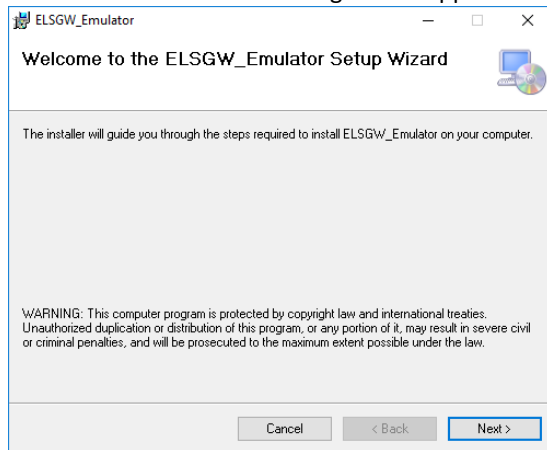 ELSGW_Emulator
Welcome to the ELSGW_Emulator Setup Wizard
The installer will guide you through the steps required to install ELSGW_Emulator on your computer.
WARNING: This computer program is protected by copyright law and international treaties.
Unauthorized duplication or distribution of this program, or any portion of it, may result in severe civil
or criminal penalties, and will be prosecuted to the maximum extent possible under the law.
Cancel
< Back
Next >